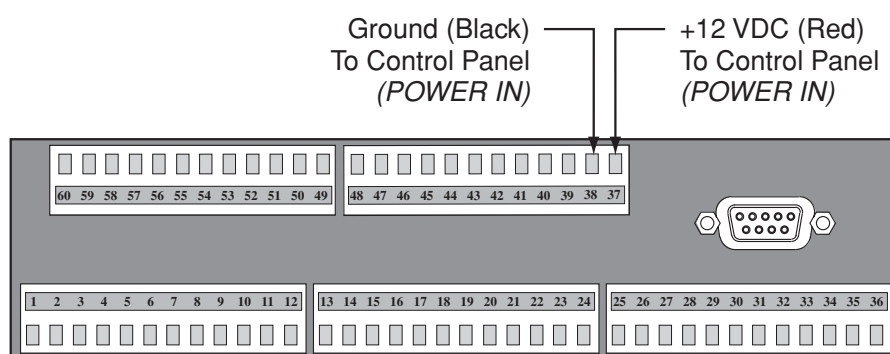 Ground (Black)
To Control Panel
(POWER IN)
+12 VDC (Red)
To Control Panel
(POWER IN)
60 59 58 57 56 55 54 53 52 51 50 49
48 47 46 45 44 43 42 41 40 39 38 37
1 2 3 4 5 6 7 8 9 10 11 12
13 14 15 16 17 18 19 20 21 22 23 24
25 26 27 28 29 30 31 32 33 34 35 36